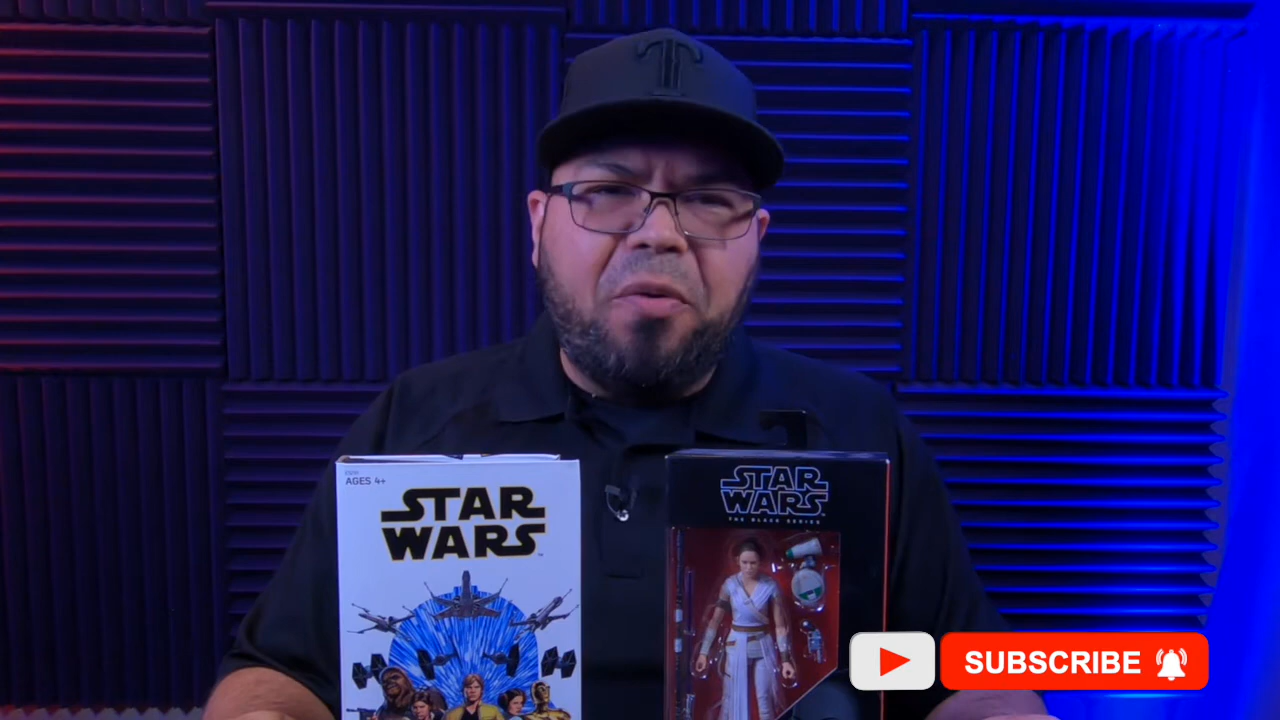 T
AGES 4+
STAR
WARS
STAR
WARS
THE BLACK SERIES
SUBSCRIBE